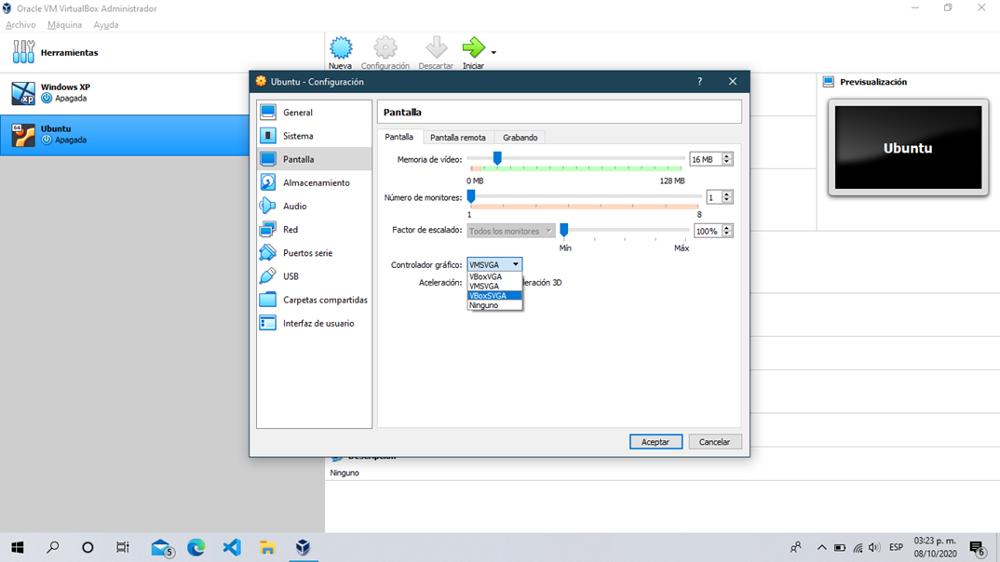 Oracle VM VirtualBox Administrador
Archivo Máquina Ayuda
Herramientas
Nueva Configuración Descartar Iniciar
Windows XP
Apagada
64
Ubuntu
Apagada
Ubuntu - Configuración
General
Sistema
Pantalla
Almacenamiento
Audio
Red
Puertos serie
USB
Carpetas compartidas
Interfaz de usuario
Pantalla
Pantalla Pantalla remota Grabando
Memoria de vídeo: 16 MB
0 MB 128 MB
Número de monitores: 1
1 8
Factor de escalado: Todos los monitores 100%
Mín Máx
Controlador gráfico: VMSVGA
VBoxVGA
VMSVGA
VBoxSVGA
Ninguno
Aceleración: leración 3D
Aceptar Cancelar
Previsualización
Ubuntu
Descripción
Ninguno
5
ESP
03:23 p. m.
08/10/2020
6